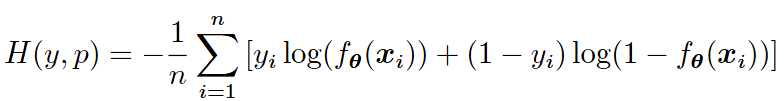 H(y, p) = -\frac{1}{n} \sum_{i=1}^{n} [y_i \log(f_{\boldsymbol{\theta}}(\boldsymbol{x}_i)) + (1 - y_i) \log(1 - f_{\boldsymbol{\theta}}(\boldsymbol{x}_i))]